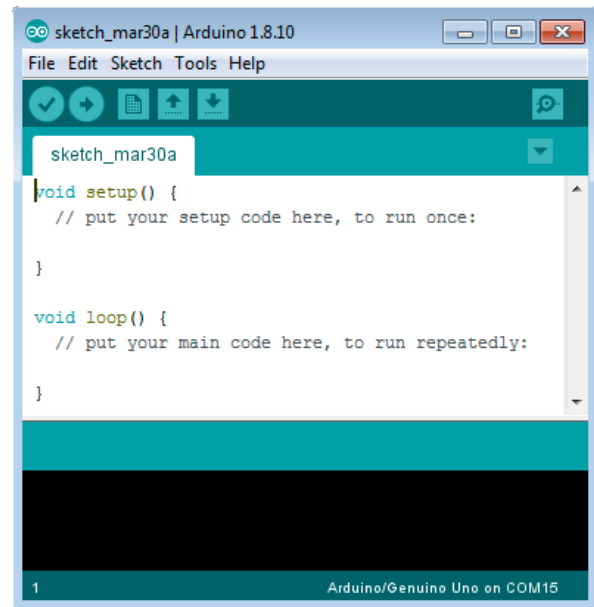 sketch_mar30a | Arduino 1.8.10
File Edit Sketch Tools Help
sketch_mar30a
void setup() {
  // put your setup code here, to run once:
}
void loop() {
  // put your main code here, to run repeatedly:
}
1 Arduino/Genuino Uno on COM15